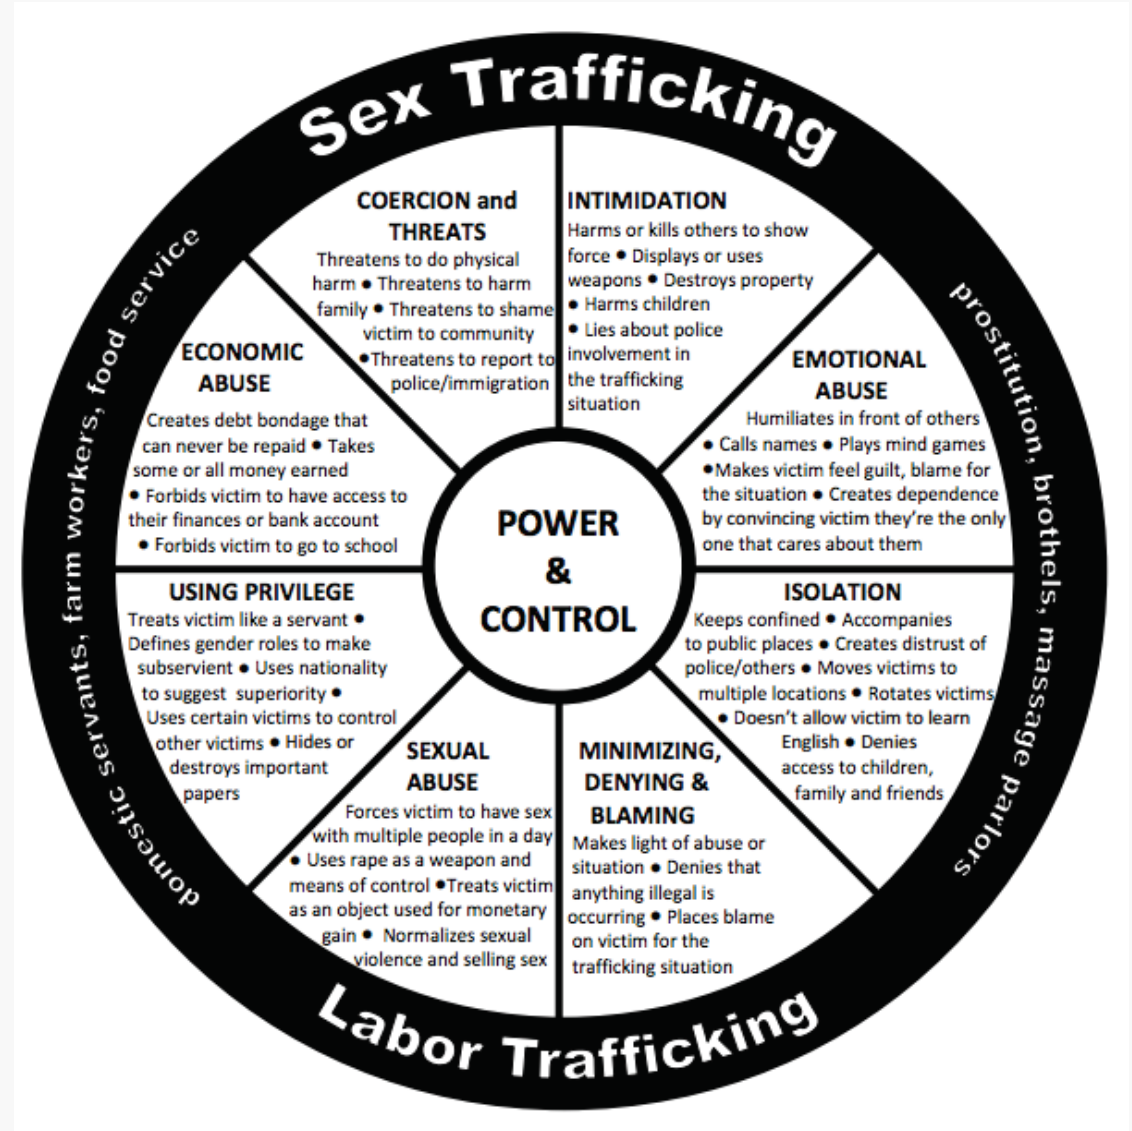 Sex Trafficking
COERCION and
THREATS
Threatens to do physical
harm ● Threatens to harm
family ● Threatens to shame
victim to community
●Threatens to report to
police/immigration
INTIMIDATION
Harms or kills others to show
force ● Displays or uses
weapons ● Destroys property
● Harms children
● Lies about police
involvement in
the trafficking
situation
EMOTIONAL
ABUSE
Humiliates in front of others
● Calls names ● Plays mind games
●Makes victim feel guilt, blame for
the situation ● Creates dependence
by convincing victim they're the only
one that cares about them
ISOLATION
Keeps confined ● Accompanies
to public places ● Creates distrust of
police/others ● Moves victims to
multiple locations ● Rotates victims
● Doesn't allow victim to learn
English ● Denies
access to children,
family and friends
MINIMIZING,
DENYING &
BLAMING
Makes light of abuse or
situation ● Denies that
anything illegal is
occurring ● Places blame
on victim for the
trafficking situation
SEXUAL
ABUSE
Forces victim to have sex
with multiple people in a day
● Uses rape as a weapon and
means of control ●Treats victim
as an object used for monetary
gain ● Normalizes sexual
violence and selling sex
USING PRIVILEGE
Treats victim like a servant ●
Defines gender roles to make
subservient ● Uses nationality
to suggest superiority ●
Uses certain victims to control
other victims ● Hides or
destroys important
papers
ECONOMIC
ABUSE
Creates debt bondage that
can never be repaid ● Takes
some or all money earned
● Forbids victim to have access to
their finances or bank account
● Forbids victim to go to school
POWER
&
CONTROL
prostitution, brothels, massage parlors
domestic servants, farm workers, food service
Labor Trafficking